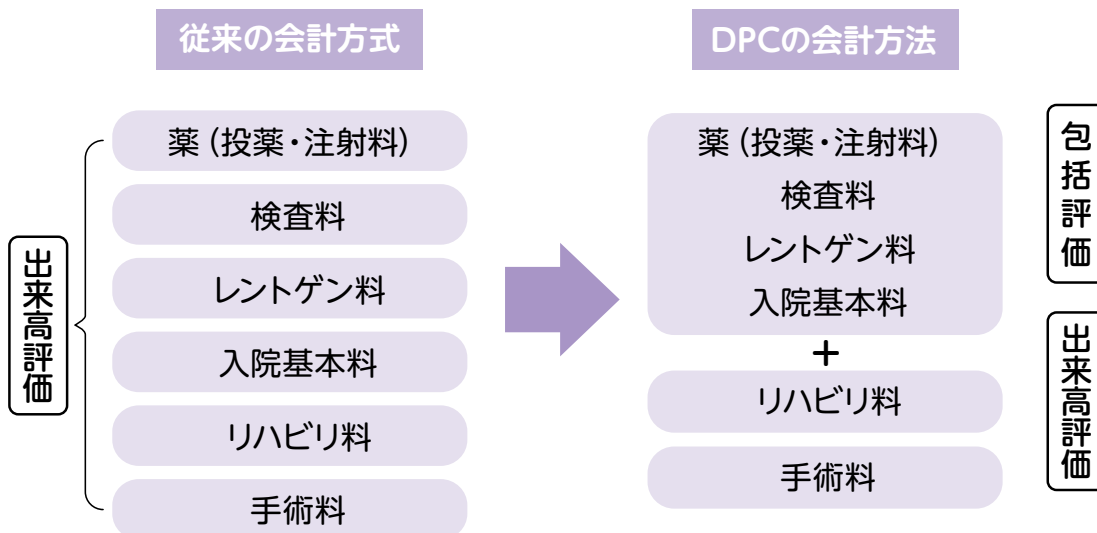 従来の会計方式
出来高評価
薬（投薬・注射料）
検査料
レントゲン料
入院基本料
リハビリ料
手術料
DPCの会計方法
薬（投薬・注射料）
検査料
レントゲン料
入院基本料
+
リハビリ料
手術料
包括評価
出来高評価